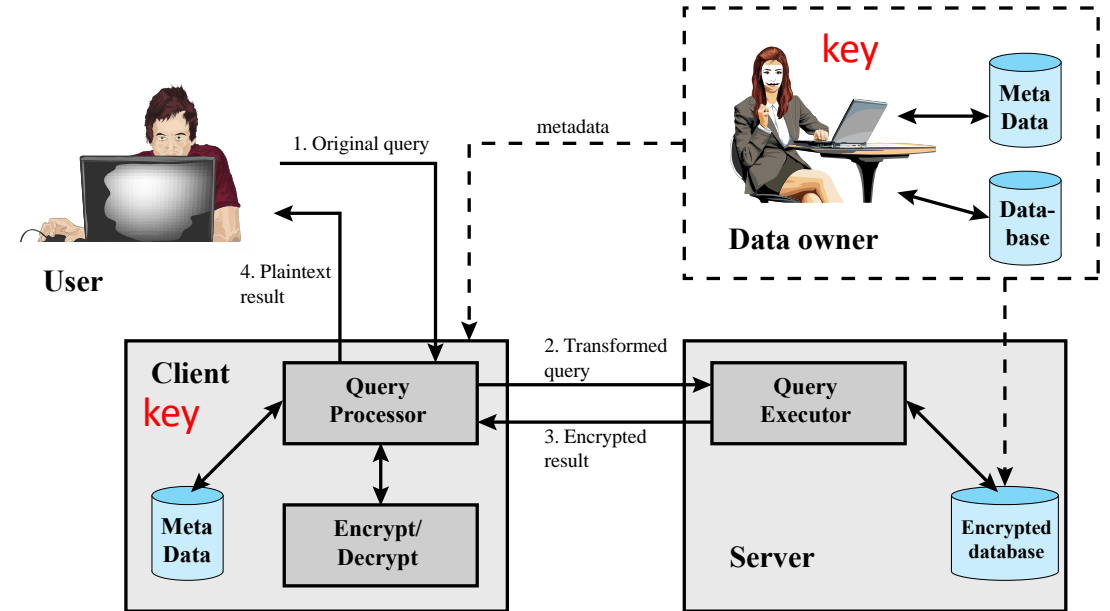 key
Meta
Data
metadata
1. Original query
Data-
base
Data owner
User
4. Plaintext
result
Client
key
Query
Processor
2. Transformed
query
Query
Executor
3. Encrypted
result
Meta
Data
Encrypt/
Decrypt
Server
Encrypted
database